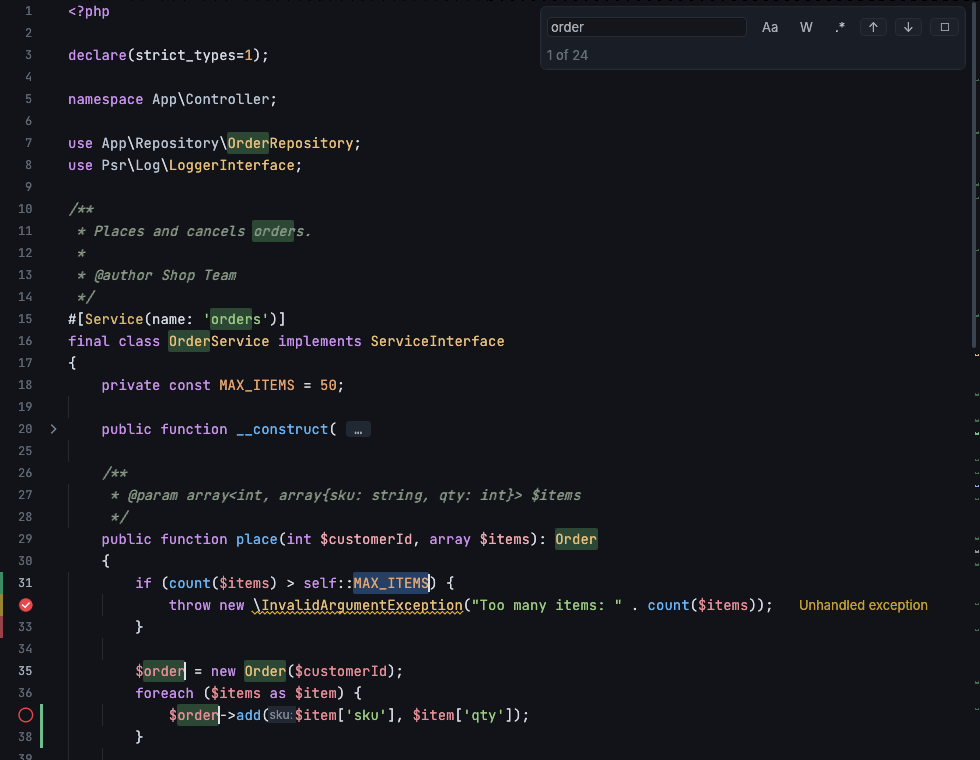 order Aa W .*
1 of 24
1 <?php
2
3 declare(strict_types=1);
4
5 namespace App\Controller;
6
7 use App\Repository\OrderRepository;
8 use Psr\Log\LoggerInterface;
9
10 /**
11 * Places and cancels orders.
12 *
13 * @author Shop Team
14 */
15 #[Service(name: 'orders')]
16 final class OrderService implements ServiceInterface
17 {
18 private const MAX_ITEMS = 50;
19
20 public function __construct( …
25
26 /**
27 * @param array<int, array{sku: string, qty: int}> $items
28 */
29 public function place(int $customerId, array $items): Order
30 {
31 if (count($items) > self::MAX_ITEMS) {
throw new \InvalidArgumentException("Too many items: " . count($items)); Unhandled exception
33 }
34
35 $order = new Order($customerId);
36 foreach ($items as $item) {
$order->add(sku: $item['sku'], $item['qty']);
38 }
39